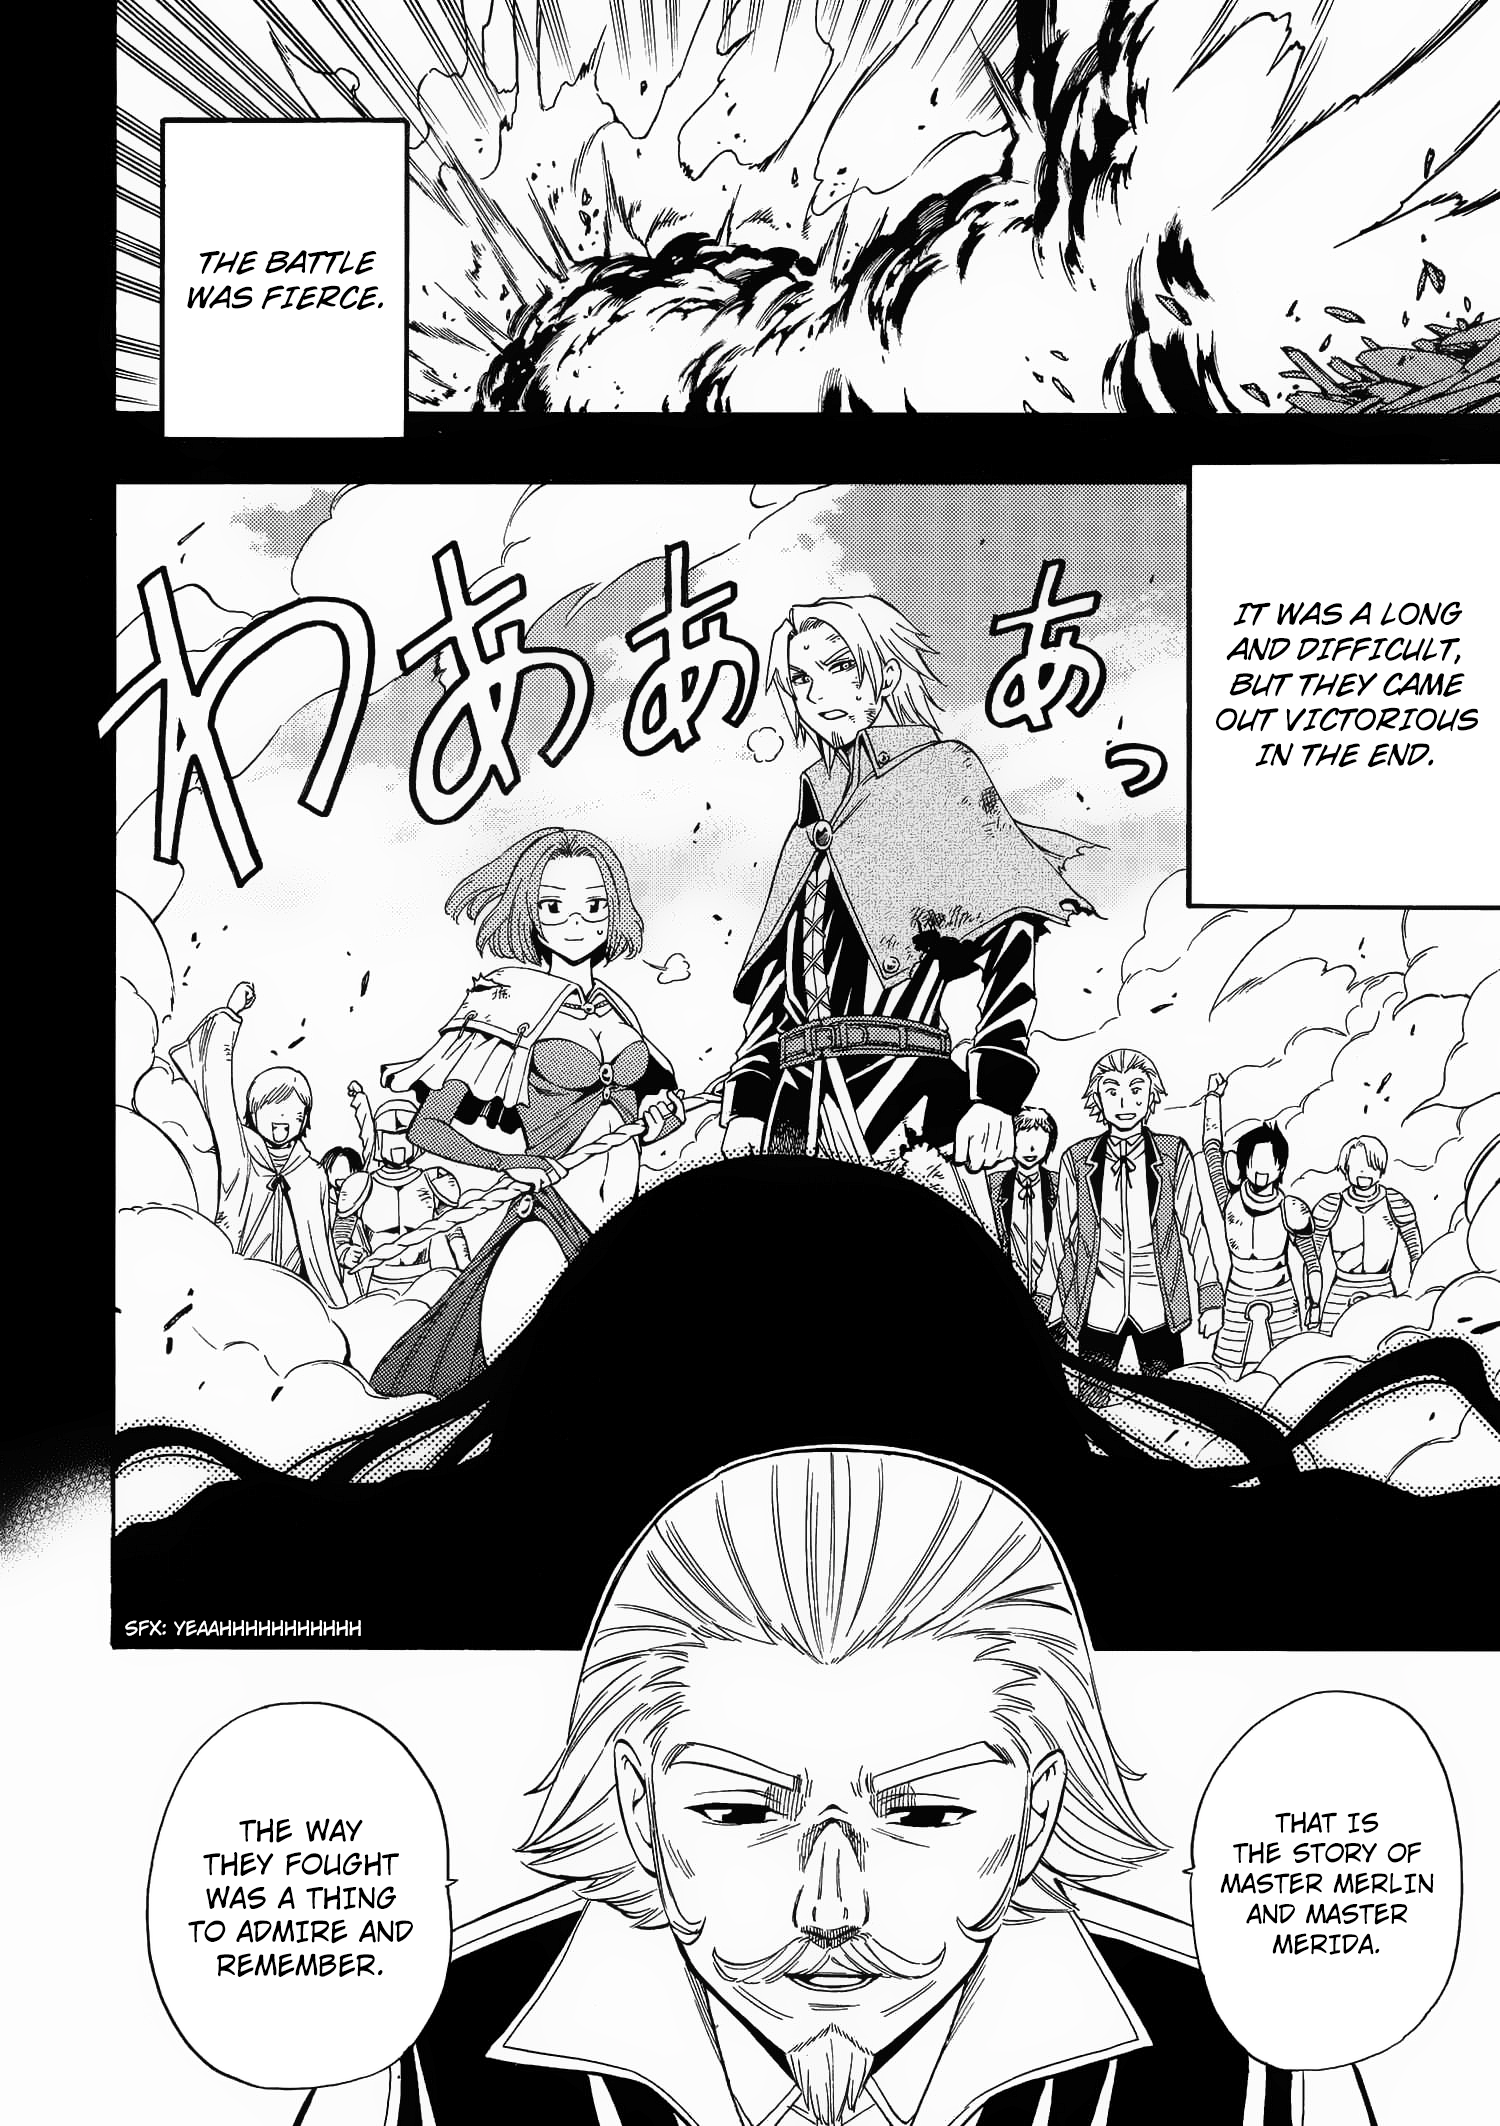 THE BATTLE
WAS FIERCE.
IT WAS A LONG
AND DIFFICULT,
BUT THEY CAME
OUT VICTORIOUS
IN THE END.
わあああっ
SFX: YEAAHHHHHHHHHHH
THAT IS
THE STORY OF
MASTER MERLIN
AND MASTER
MERIDA.
THE WAY
THEY FOUGHT
WAS A THING
TO ADMIRE AND
REMEMBER.